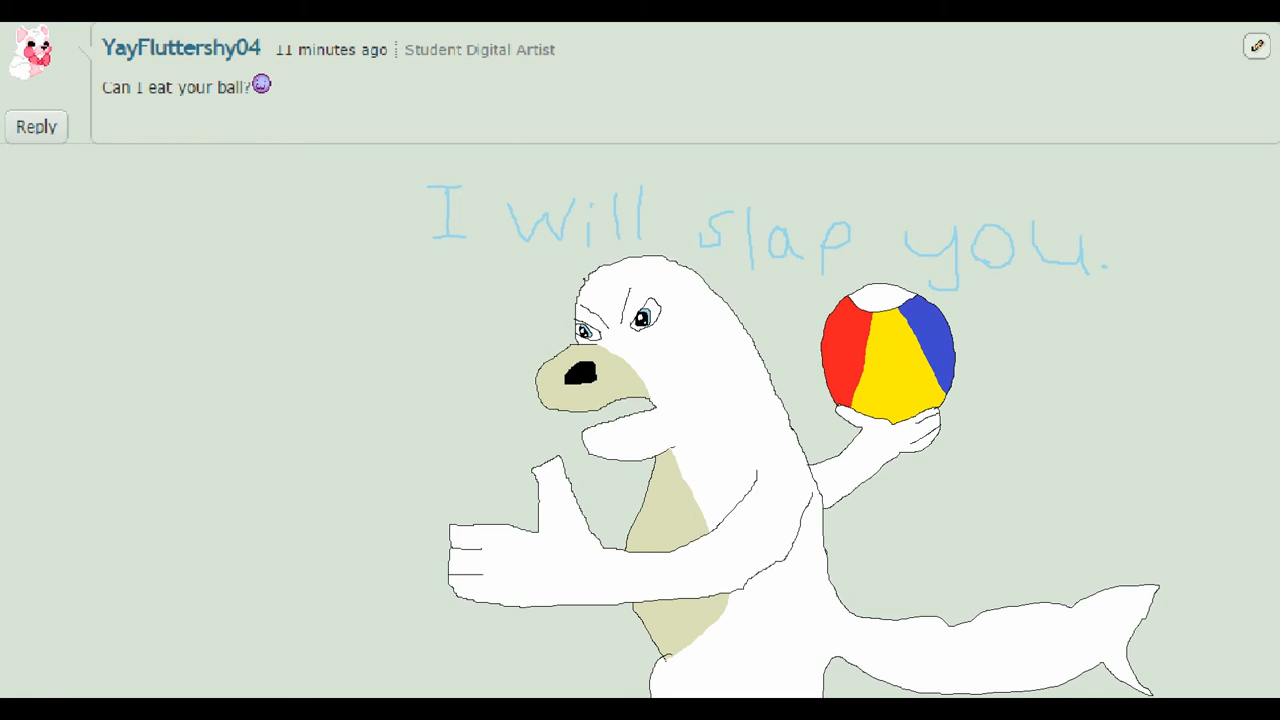 YayFluttershy04 11 minutes ago Student Digital Artist
Can I eat your ball?
Reply
I will slap you.